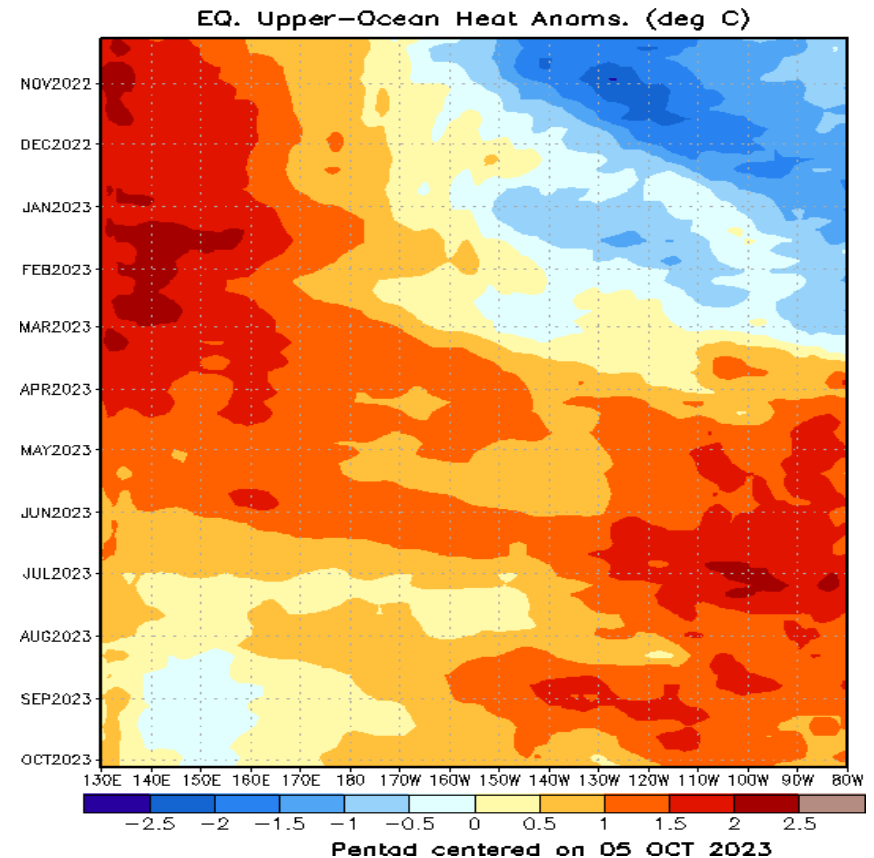 EQ. Upper-Ocean Heat Anoms. (deg C)
NOV2022
DEC2022
JAN2023
FEB2023
MAR2023
APR2023
MAY2023
JUN2023
JUL2023
AUG2023
SEP2023
OCT2023
130E 140E 150E 160E 170E 180 170W 160W 150W 140W 130W 120W 110W 100W 90W 80W
-2.5 -2 -1.5 -1 -0.5 0 0.5 1 1.5 2 2.5
Pentad centered on 05 OCT 2023